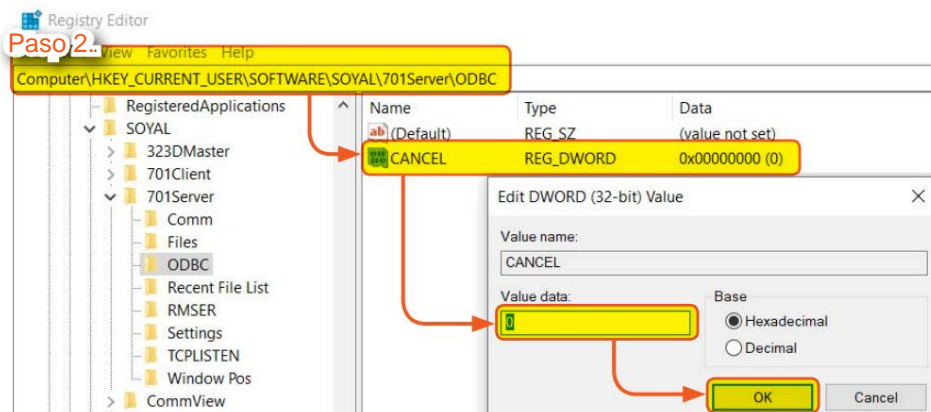 Registry Editor
Paso 2.
View Favorites Help
Computer\HKEY_CURRENT_USER\SOFTWARE\SOYAL\701Server\ODBC
RegisteredApplications
SOYAL
323DMaster
701Client
701Server
Comm
Files
ODBC
Recent File List
RMSER
Settings
TCPLISTEN
Window Pos
CommView
Name Type Data
ab (Default) REG_SZ (value not set)
CANCEL REG_DWORD 0x00000000 (0)
Edit DWORD (32-bit) Value
Value name:
CANCEL
Value data:
0
Base
Hexadecimal
Decimal
OK Cancel